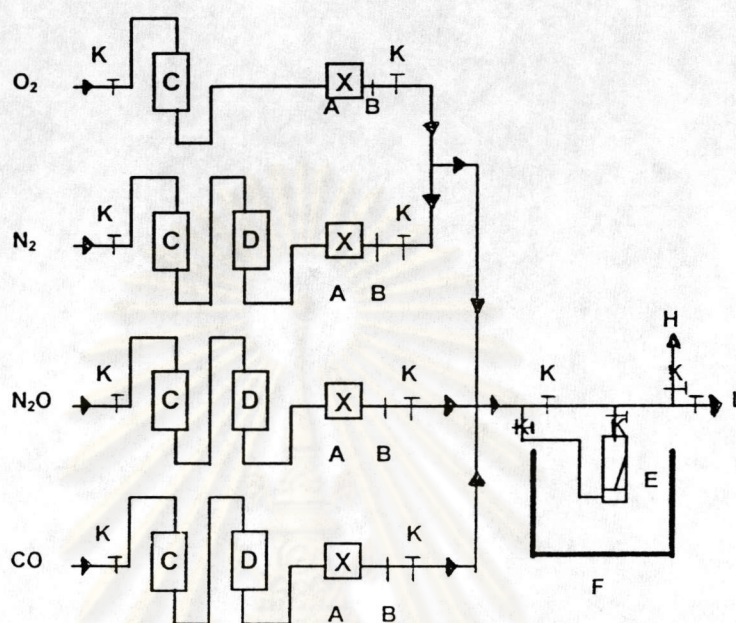 K K
O₂ C X
A B
K K
N₂ C D X
A B
H
K K K K
N₂O C D X
K K
A B E
K K
CO C D X
F
A B